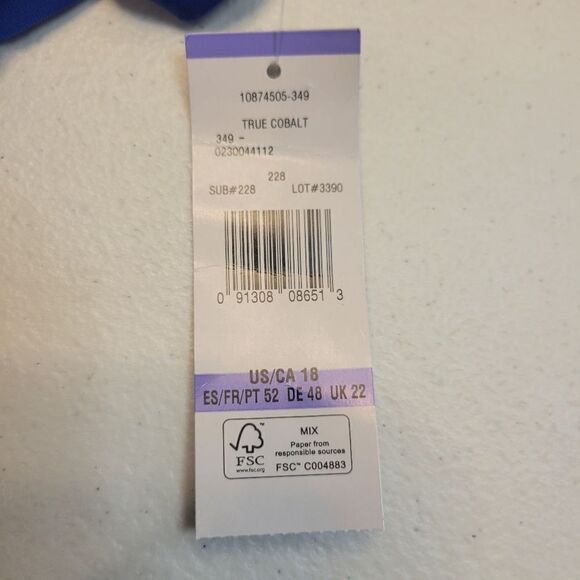 10874505-349
TRUE COBALT
349 -
0230044112
228
SUB#228 LOT#3390
0 91308 08651 3
US/CA 18
ES/FR/PT 52 DE 48 UK 22
FSC™
www.fsc.org
MIX
Paper from
responsible sources
FSC™ C004883